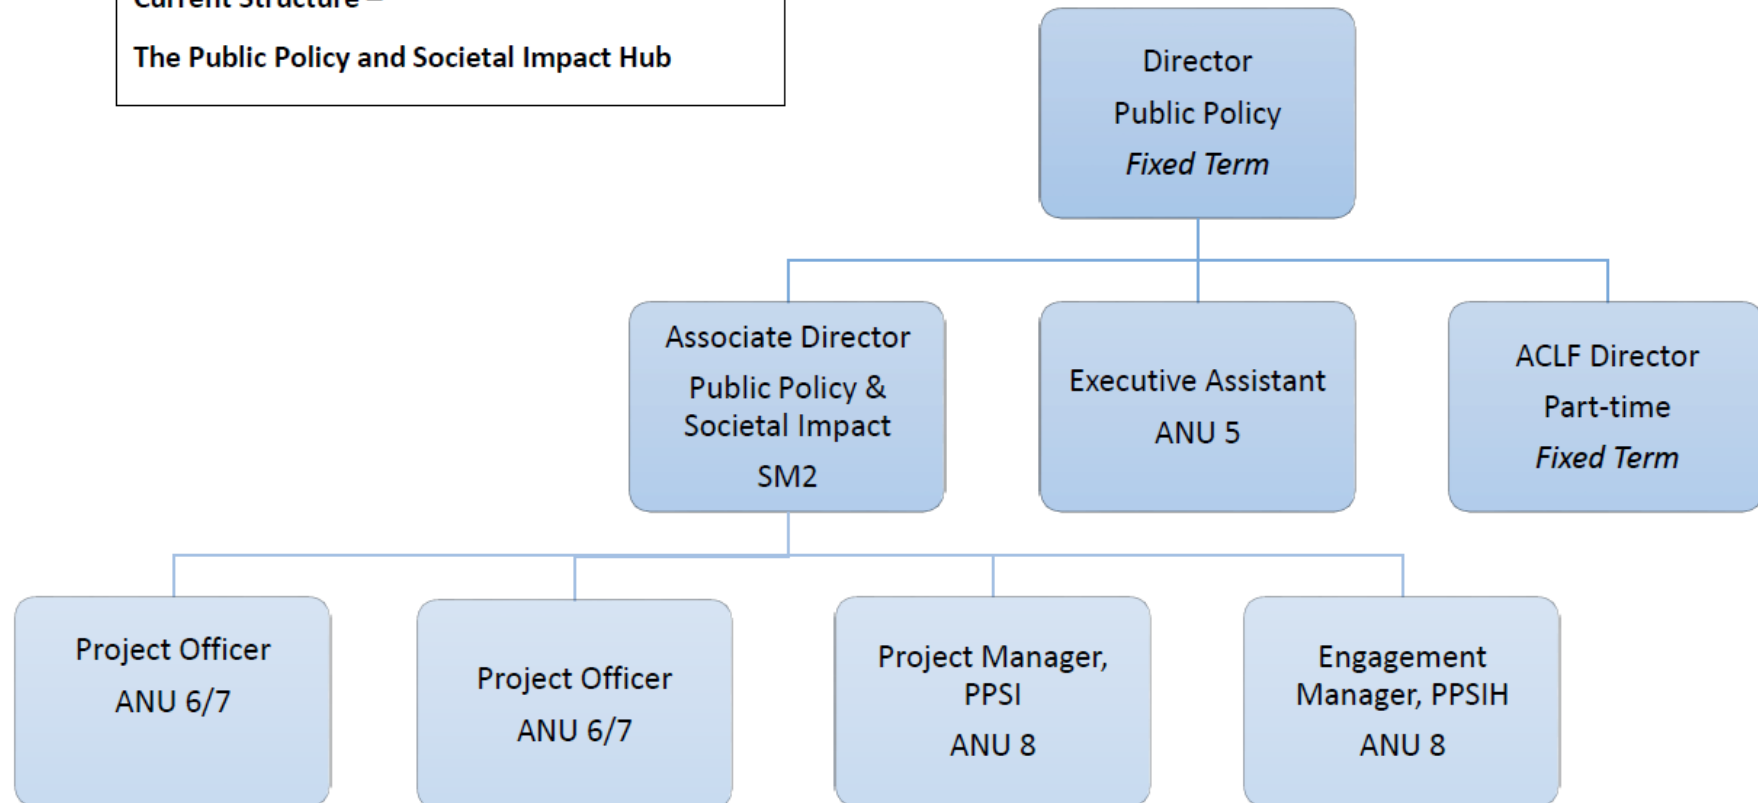 Current Structure –
The Public Policy and Societal Impact Hub
Director
Public Policy
Fixed Term
Associate Director
Public Policy &
Societal Impact
SM2
Executive Assistant
ANU 5
ACLF Director
Part-time
Fixed Term
Project Officer
ANU 6/7
Project Officer
ANU 6/7
Project Manager,
PPSI
ANU 8
Engagement
Manager, PPSIH
ANU 8